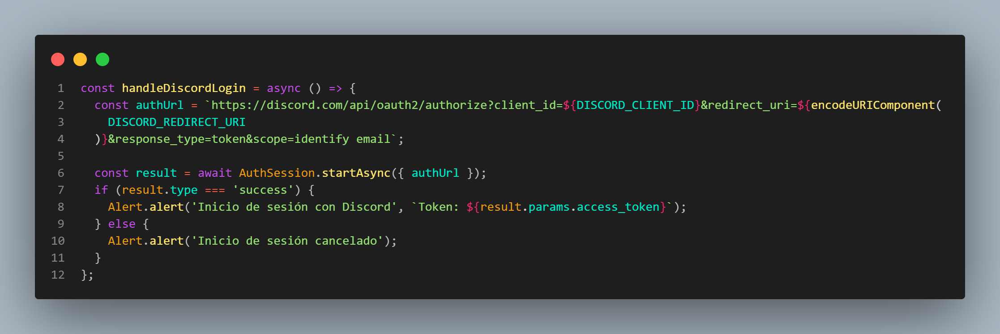 1 const handleDiscordLogin = async () => {
2   const authUrl = `https://discord.com/api/oauth2/authorize?client_id=${DISCORD_CLIENT_ID}&redirect_uri=${encodeURIComponent(
3     DISCORD_REDIRECT_URI
4   )}&response_type=token&scope=identify email`;
5
6   const result = await AuthSession.startAsync({ authUrl });
7   if (result.type === 'success') {
8     Alert.alert('Inicio de sesión con Discord', `Token: ${result.params.access_token}`);
9   } else {
10     Alert.alert('Inicio de sesión cancelado');
11   }
12 };